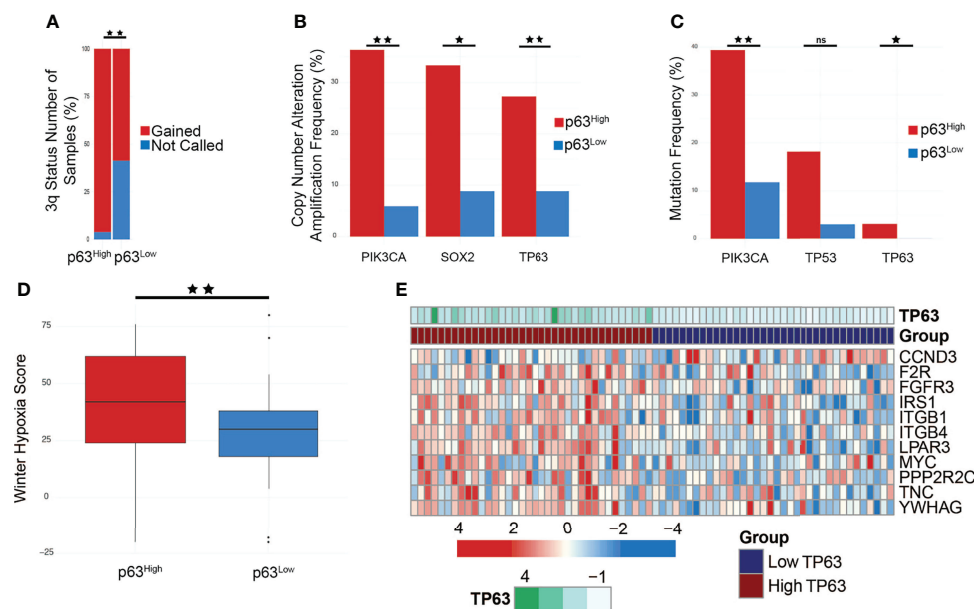 A
★★
3q Status Number of
Samples (%)
100
75
50
25
0
p63High p63Low
Gained
Not Called
B
★★ ★ ★★
Copy Number Alteration
Amplification Frequency (%)
30
20
10
0
PIK3CA SOX2 TP63
p63High
p63Low
C
★★ ns ★
Mutation Frequency (%)
40
30
20
10
0
PIK3CA TP53 TP63
p63High
p63Low
D
★★
Winter Hypoxia Score
75
50
25
0
−25
p63High p63Low
E
TP63
Group
CCND3
F2R
FGFR3
IRS1
ITGB1
ITGB4
LPAR3
MYC
PPP2R2C
TNC
YWHAG
4 2 0 −2 −4
Group
Low TP63
High TP63
4 −1
TP63